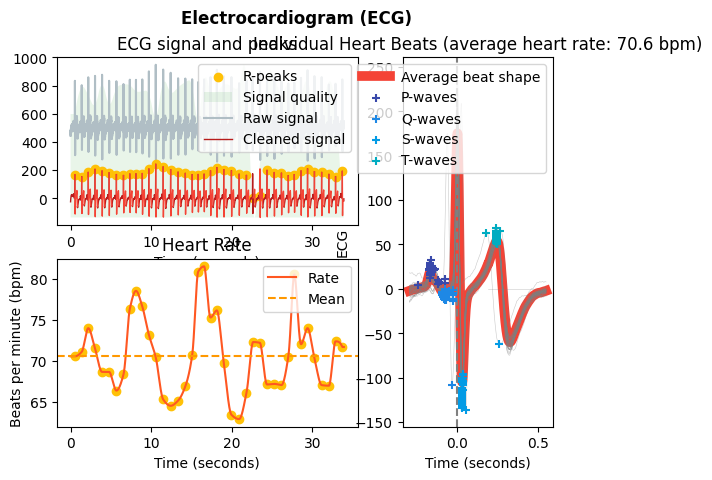 Electrocardiogram (ECG)
ECG signal and peaks
Individual Heart Beats (average heart rate: 70.6 bpm)
1000
800
600
400
200
0
R-peaks
Signal quality
Raw signal
Cleaned signal
0
10
20
30
Time (seconds)
Heart Rate
Beats per minute (bpm)
80
75
70
65
Rate
Mean
0
10
20
30
Time (seconds)
ECG
250
200
150
100
50
0
−50
−100
−150
Average beat shape
P-waves
Q-waves
S-waves
T-waves
0.0
0.5
Time (seconds)